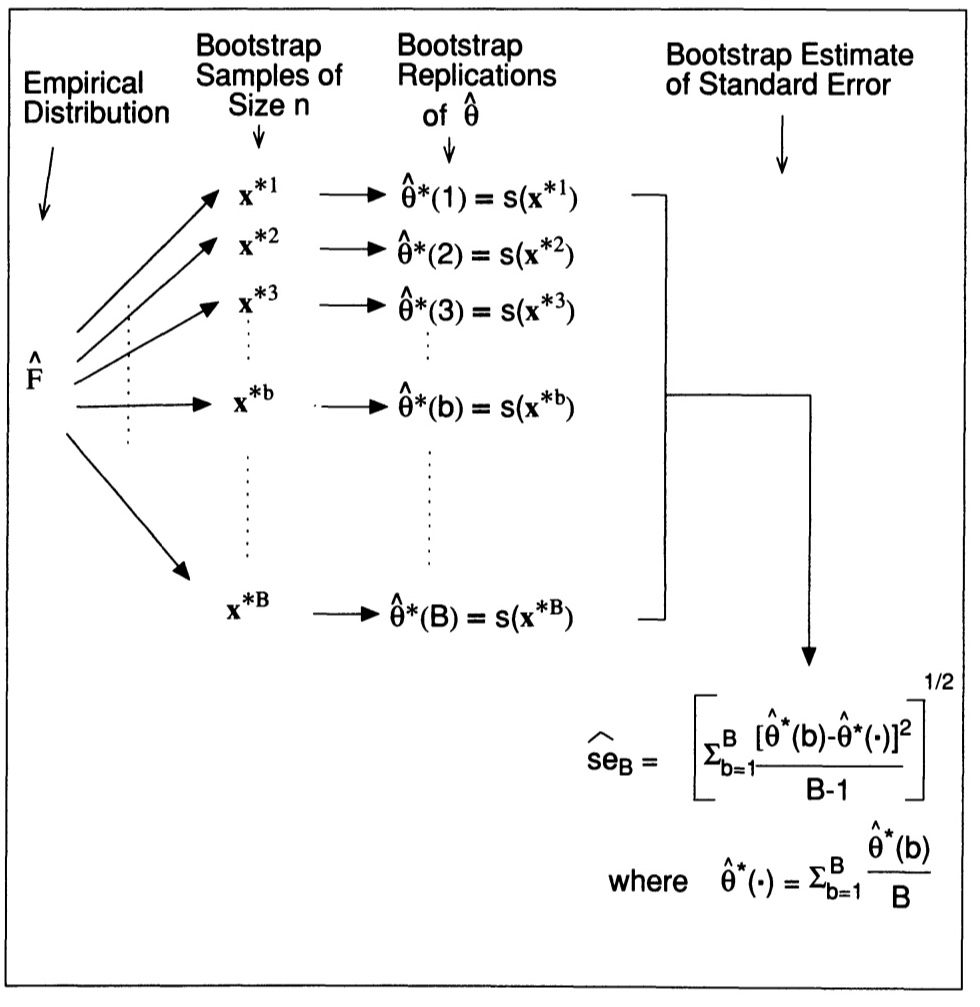 Empirical
Distribution
Bootstrap
Samples of
Size n
Bootstrap
Replications
of θ̂
Bootstrap Estimate
of Standard Error
F̂
x*1
θ̂*(1) = s(x*1)
x*2
θ̂*(2) = s(x*2)
x*3
θ̂*(3) = s(x*3)
x*b
θ̂*(b) = s(x*b)
x*B
θ̂*(B) = s(x*B)
ŝe_B = [Σ_{b=1}^B [θ̂*(b)-θ̂*(·)]² / B-1]^{1/2}
where θ̂*(·) = Σ_{b=1}^B θ̂*(b) / B